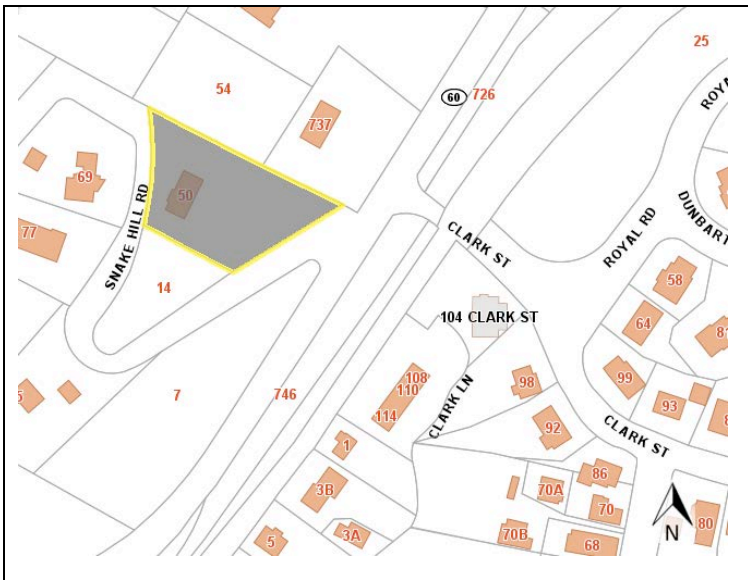 25
54
60 726
ROYA
737
69
50
SNAKE HILL RD
DUNBART
77
CLARK ST
ROYAL RD
14
58
104 CLARK ST
64
81
108
110
114
98
99
93
7
746
CLARK LN
92
CLARK ST
1
86
3B
70A
70
80
N
5
3A
70B
68